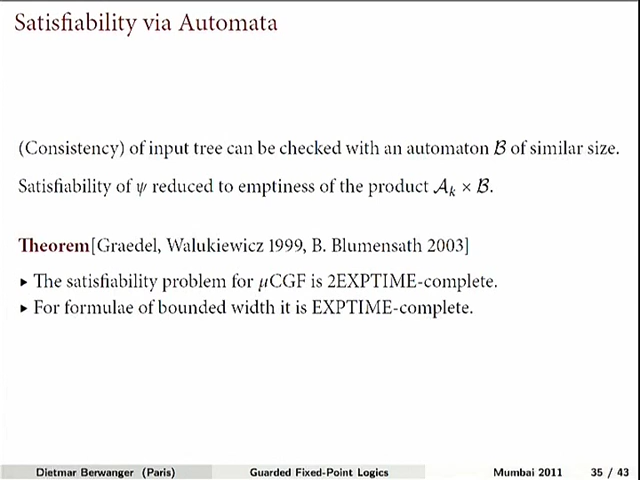 Satisfiability via Automata
(Consistency) of input tree can be checked with an automaton ℬ of similar size.
Satisfiability of ψ reduced to emptiness of the product 𝒜ₖ × ℬ.
Theorem[Graedel, Walukiewicz 1999, B. Blumensath 2003]
▸ The satisfiability problem for μCGF is 2EXPTIME-complete.
▸ For formulae of bounded width it is EXPTIME-complete.
Dietmar Berwanger (Paris) Guarded Fixed-Point Logics Mumbai 2011 35 / 43